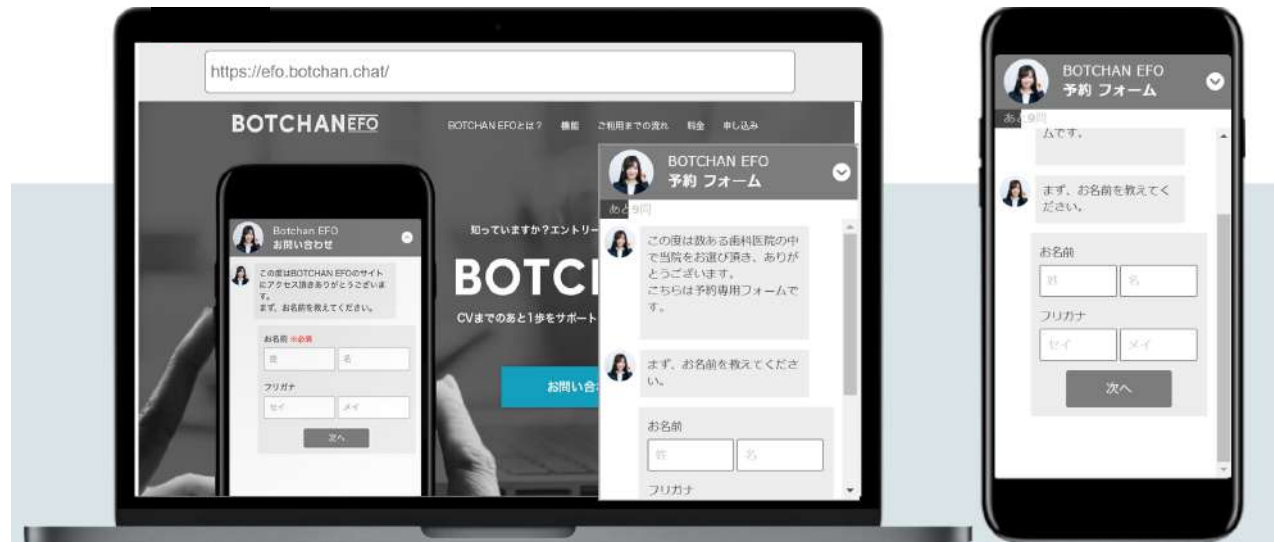 https://efo.botchan.chat/
BOTCHAN EFO
BOTCHAN EFOとは？ 機能 ご利用までの流れ 料金 申し込み
Botchan EFO
お問い合わせ
この度はBOTCHAN EFOのサイト
にアクセス頂きありがとうございま
す。
まず、お名前を教えてください。
お名前 ※必須
姓 名
フリガナ
セイ メイ
次へ
知っていますか？エントリー
BOTC
CVまでのあと1歩をサポート
お問い合
BOTCHAN EFO
予約 フォーム
あと9問
この度は数ある歯科医院の中
で当院をお選び頂き、ありが
とうございます。
こちらは予約専用フォームで
す。
まず、お名前を教えてくださ
い。
お名前
姓 名
フリガナ
BOTCHAN EFO
予約 フォーム
あと9問
ムです。
まず、お名前を教えてく
ださい。
お名前
姓 名
フリガナ
セイ メイ
次へ